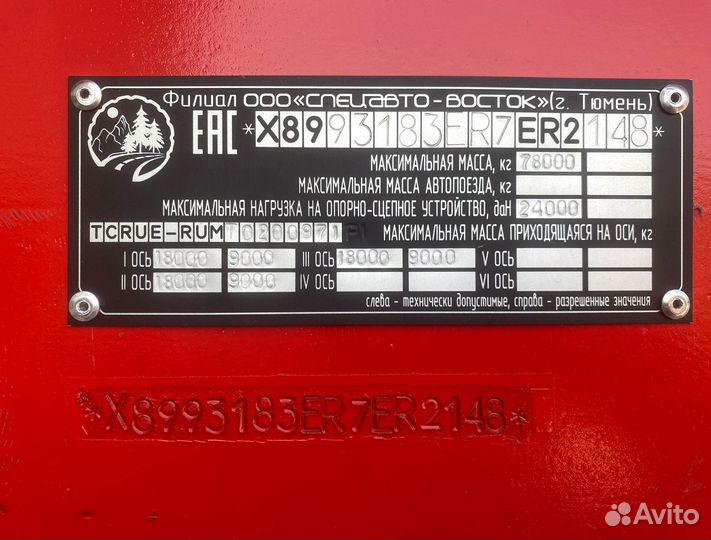 Филиал ООО «СПЕЦАВТО-ВОСТОК» (г. Тюмень)
EAC *X8993183ER7ER2148*
МАКСИМАЛЬНАЯ МАССА, кг 78000
МАКСИМАЛЬНАЯ МАССА АВТОПОЕЗДА, кг
МАКСИМАЛЬНАЯ НАГРУЗКА НА ОПОРНО-СЦЕПНОЕ УСТРОЙСТВО, даН 24000
TCRUE-RUMTO200971P1 МАКСИМАЛЬНАЯ МАССА ПРИХОДЯЩАЯСЯ НА ОСИ, кг
I ОСЬ 18000 9000 III ОСЬ 18000 9000 V ОСЬ
II ОСЬ 18000 9000 IV ОСЬ VI ОСЬ
слева - технически допустимые, справа - разрешенные значения
*X8993183ER7ER2148*
Avito